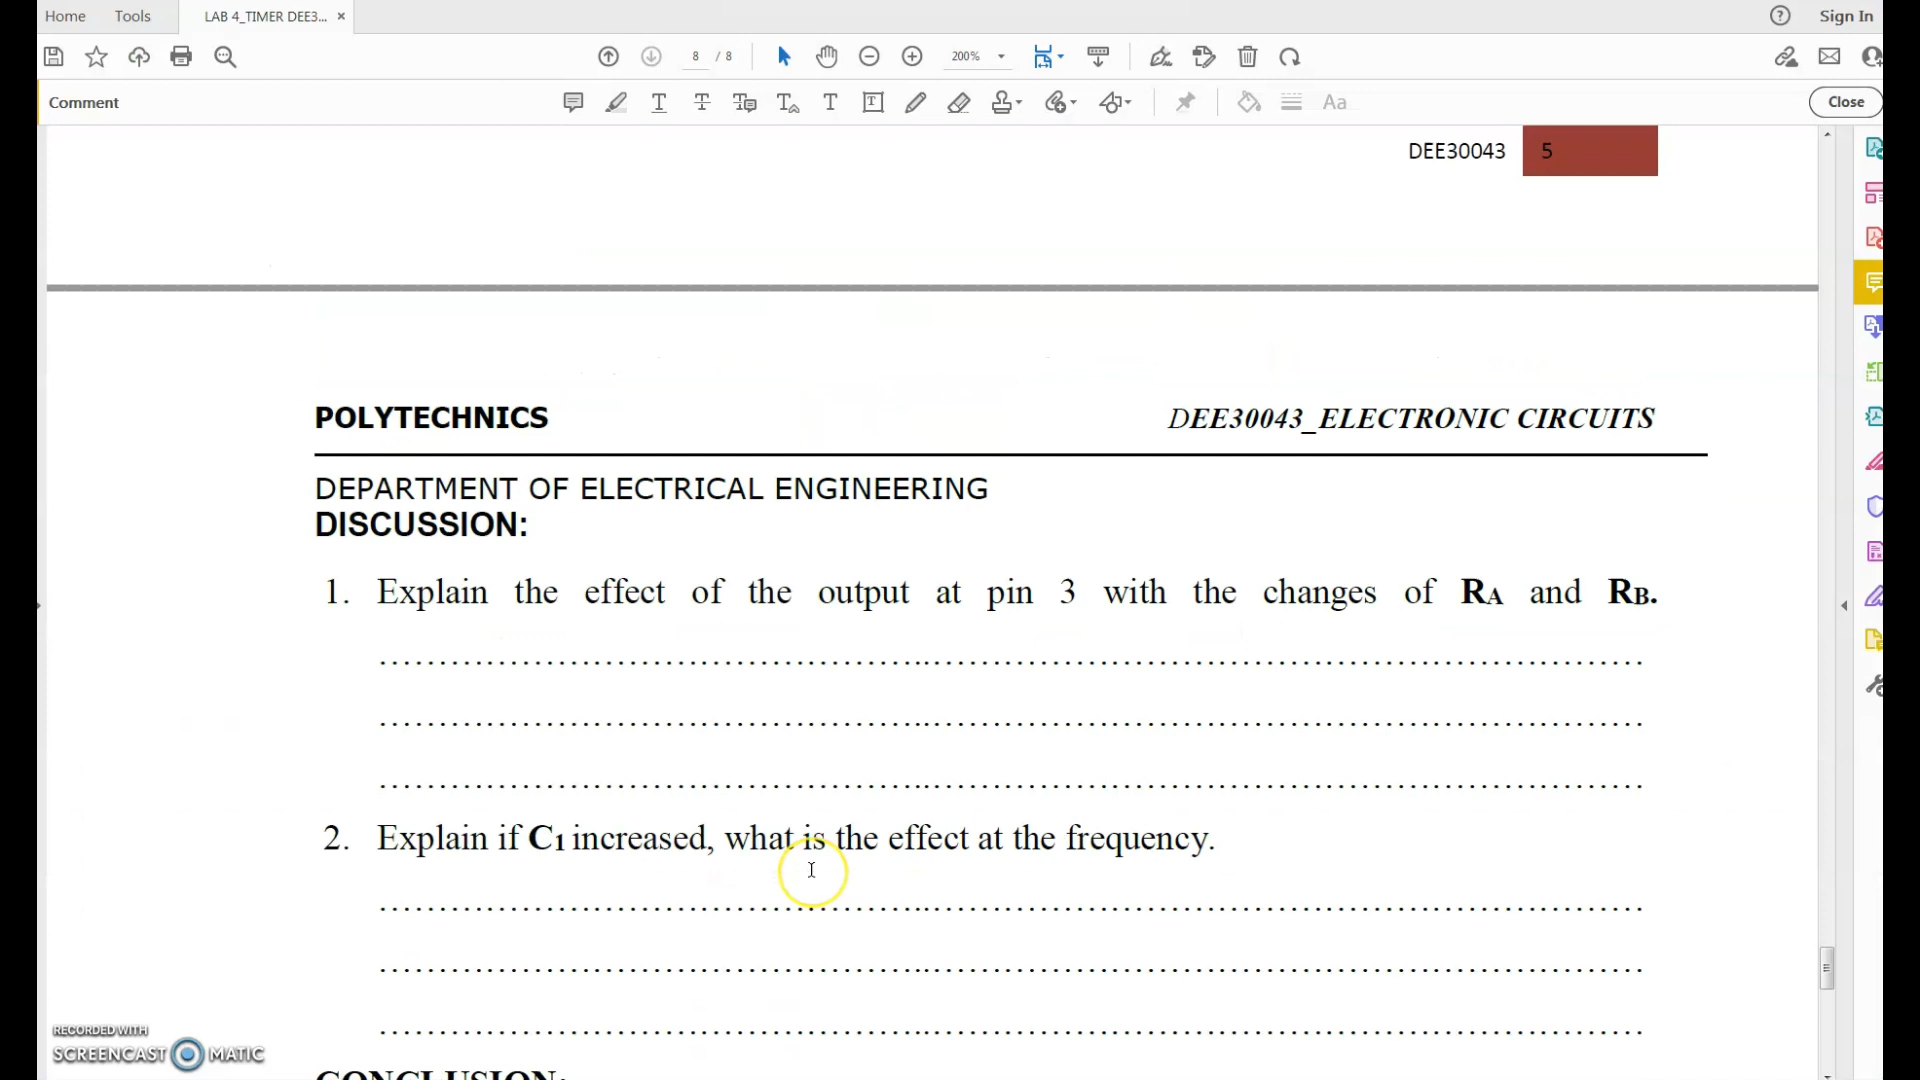 Home Tools LAB 4_TIMER DEE3... × Sign In
8 / 8 200%
Comment Aa Close
DEE30043 5
POLYTECHNICS DEE30043_ELECTRONIC CIRCUITS
DEPARTMENT OF ELECTRICAL ENGINEERING
DISCUSSION:
1. Explain the effect of the output at pin 3 with the changes of RA and RB.
2. Explain if C1 increased, what is the effect at the frequency.
RECORDED WITH
SCREENCAST MATIC
CONCLUSION: